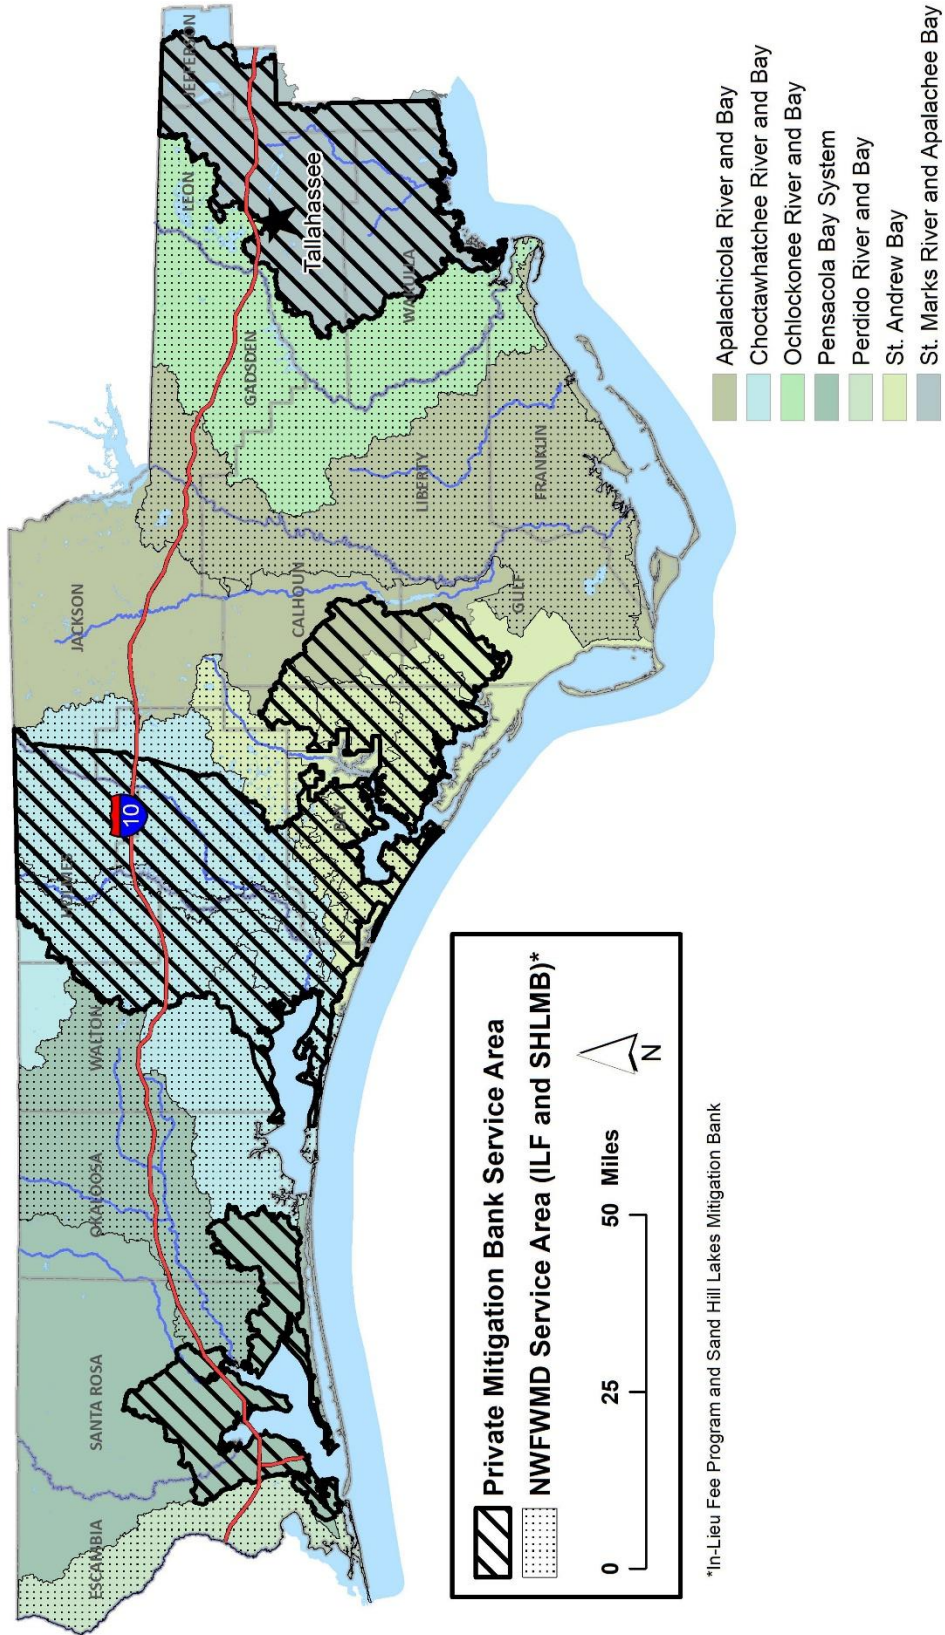 ESCAMBIA
SANTA ROSA
OKALOOSA
WALTON
HOLMES
JACKSON
CALHOUN
BAY
GULF
LIBERTY
FRANKLIN
GADSDEN
LEON
WAKULLA
JEFFERSON
10
Tallahassee
Private Mitigation Bank Service Area
NWFWMD Service Area (ILF and SHLMB)*
0 25 50 Miles
N
*In-Lieu Fee Program and Sand Hill Lakes Mitigation Bank
Apalachicola River and Bay
Choctawhatchee River and Bay
Ochlockonee River and Bay
Pensacola Bay System
Perdido River and Bay
St. Andrew Bay
St. Marks River and Apalachee Bay